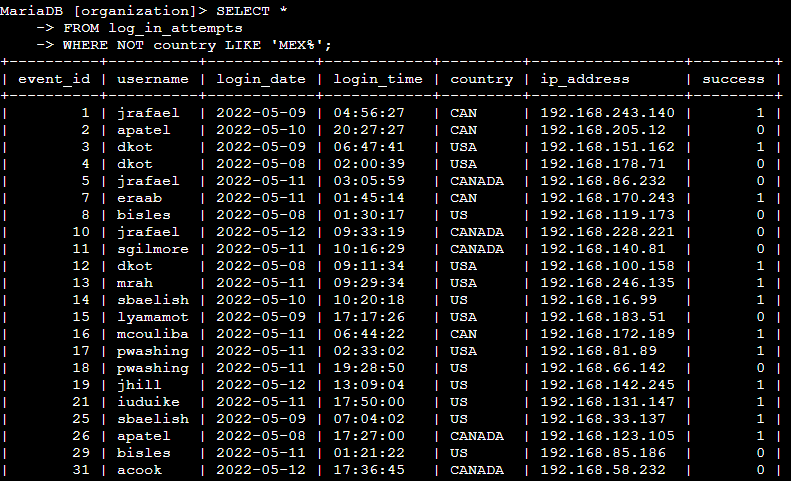 MariaDB [organization]> SELECT *
    -> FROM log_in_attempts
    -> WHERE NOT country LIKE 'MEX%';
+----------+----------+------------+------------+---------+-----------------+---------+
| event_id | username | login_date | login_time | country | ip_address      | success |
+----------+----------+------------+------------+---------+-----------------+---------+
|        1 | jrafael  | 2022-05-09 | 04:56:27   | CAN     | 192.168.243.140 |       1 |
|        2 | apatel   | 2022-05-10 | 20:27:27   | CAN     | 192.168.205.12  |       0 |
|        3 | dkot     | 2022-05-09 | 06:47:41   | USA     | 192.168.151.162 |       1 |
|        4 | dkot     | 2022-05-08 | 02:00:39   | USA     | 192.168.178.71  |       0 |
|        5 | jrafael  | 2022-05-11 | 03:05:59   | CANADA  | 192.168.86.232  |       0 |
|        7 | eraab    | 2022-05-11 | 01:45:14   | CAN     | 192.168.170.243 |       1 |
|        8 | bisles   | 2022-05-08 | 01:30:17   | US      | 192.168.119.173 |       0 |
|       10 | jrafael  | 2022-05-12 | 09:33:19   | CANADA  | 192.168.228.221 |       0 |
|       11 | sgilmore | 2022-05-11 | 10:16:29   | CANADA  | 192.168.140.81  |       0 |
|       12 | dkot     | 2022-05-08 | 09:11:34   | USA     | 192.168.100.158 |       1 |
|       13 | mrah     | 2022-05-11 | 09:29:34   | USA     | 192.168.246.135 |       1 |
|       14 | sbaelish | 2022-05-10 | 10:20:18   | US      | 192.168.16.99   |       1 |
|       15 | lyamamot | 2022-05-09 | 17:17:26   | USA     | 192.168.183.51  |       0 |
|       16 | mcouliba | 2022-05-11 | 06:44:22   | CAN     | 192.168.172.189 |       1 |
|       17 | pwashing | 2022-05-11 | 02:33:02   | USA     | 192.168.81.89   |       1 |
|       18 | pwashing | 2022-05-11 | 19:28:50   | US      | 192.168.66.142  |       0 |
|       19 | jhill    | 2022-05-12 | 13:09:04   | US      | 192.168.142.245 |       1 |
|       21 | iuduike  | 2022-05-11 | 17:50:00   | US      | 192.168.131.147 |       1 |
|       25 | sbaelish | 2022-05-09 | 07:04:02   | US      | 192.168.33.137  |       1 |
|       26 | apatel   | 2022-05-08 | 17:27:00   | CANADA  | 192.168.123.105 |       1 |
|       29 | bisles   | 2022-05-11 | 01:21:22   | US      | 192.168.85.186  |       0 |
|       31 | acook    | 2022-05-12 | 17:36:45   | CANADA  | 192.168.58.232  |       0 |